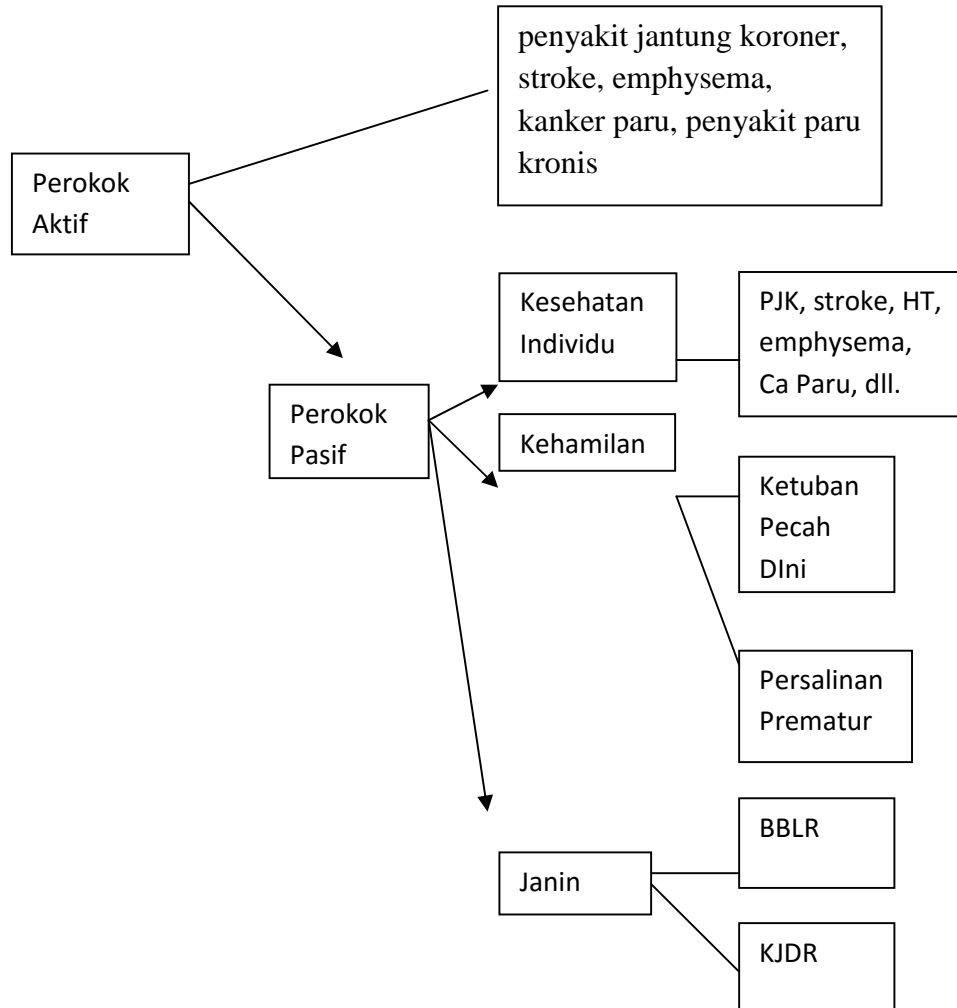 penyakit jantung koroner,
stroke, emphysema,
kanker paru, penyakit paru
kronis
Perokok
Aktif
Kesehatan
Individu
PJK, stroke, HT,
emphysema,
Ca Paru, dll.
Perokok
Pasif
Kehamilan
Ketuban
Pecah
DIni
Persalinan
Prematur
BBLR
Janin
KJDR